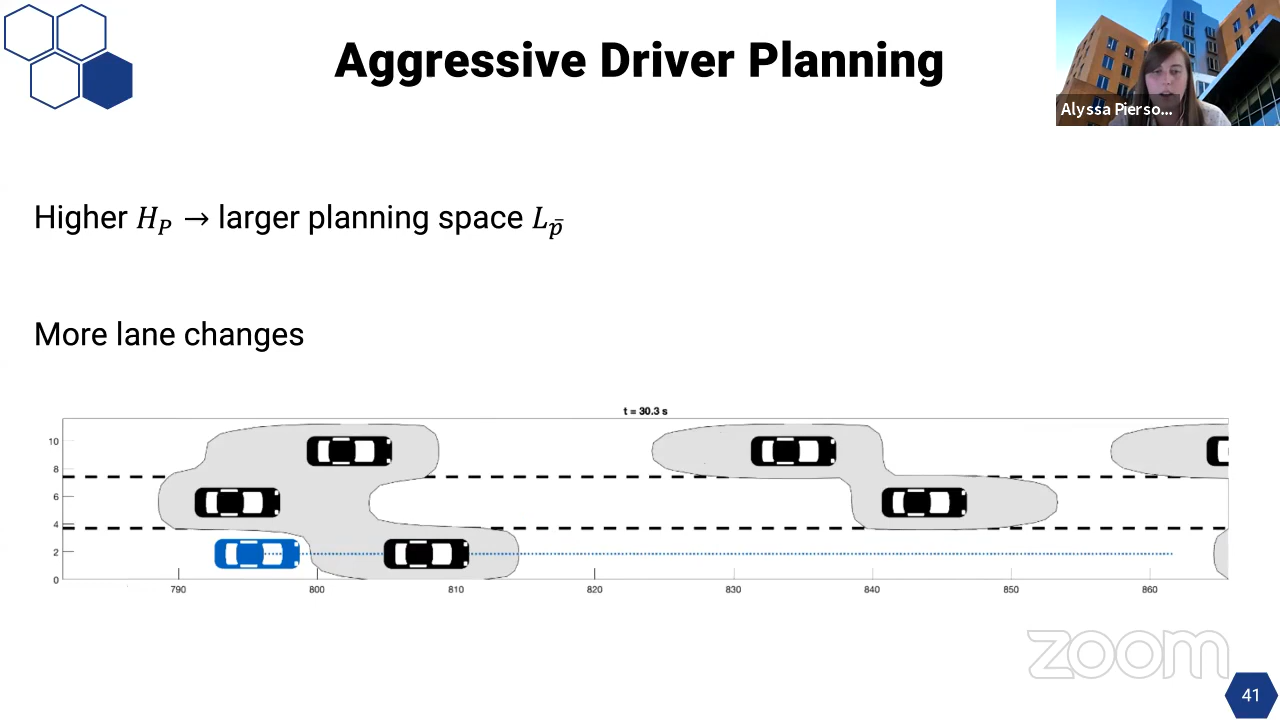 Aggressive Driver Planning
Alyssa Pierso...
Higher H_P → larger planning space L_p̄
More lane changes
t = 30.3 s
10
8
6
4
2
0
790
800
810
820
830
840
850
860
zoom
41